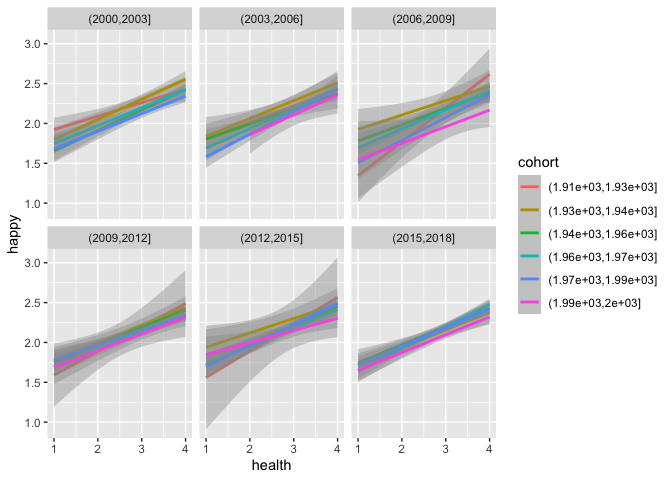 (2000,2003] (2003,2006] (2006,2009]
3.0
2.5
2.0
1.5
1.0
(2009,2012] (2012,2015] (2015,2018]
3.0
2.5
2.0
1.5
1.0
1 2 3 4 1 2 3 4 1 2 3 4
health
happy
cohort
(1.91e+03,1.93e+03]
(1.93e+03,1.94e+03]
(1.94e+03,1.96e+03]
(1.96e+03,1.97e+03]
(1.97e+03,1.99e+03]
(1.99e+03,2e+03]